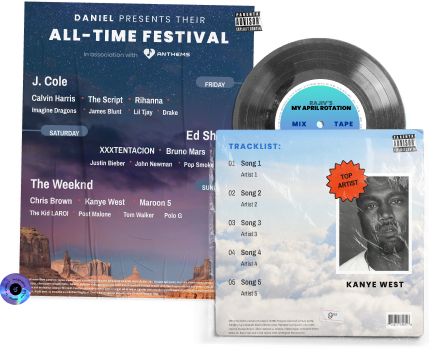 DANIEL PRESENTS THEIR
ALL-TIME FESTIVAL
in association with ANTHEMS
PARENTAL
ADVISORY
EXPLICIT CONTENT
FRIDAY
J. Cole
Calvin Harris The Script Rihanna
Imagine Dragons James Blunt Lil Tjay Drake
SATURDAY
Ed Sh
XXXTENTACION Bruno Mars
Justin Bieber John Newman Pop Smoke
SUN
The Weeknd
Chris Brown Kanye West Maroon 5
The Kid LAROI Post Malone Tom Walker Polo G
RAJIV'S
MY APRIL ROTATION
MIX TAPE
TRACKLIST:
PARENTAL
ADVISORY
EXPLICIT CONTENT
01 Song 1
Artist 1
02 Song 2
Artist 2
03 Song 3
Artist 3
04 Song 4
Artist 4
05 Song 5
Artist 5
TOP
ARTIST
KANYE WEST